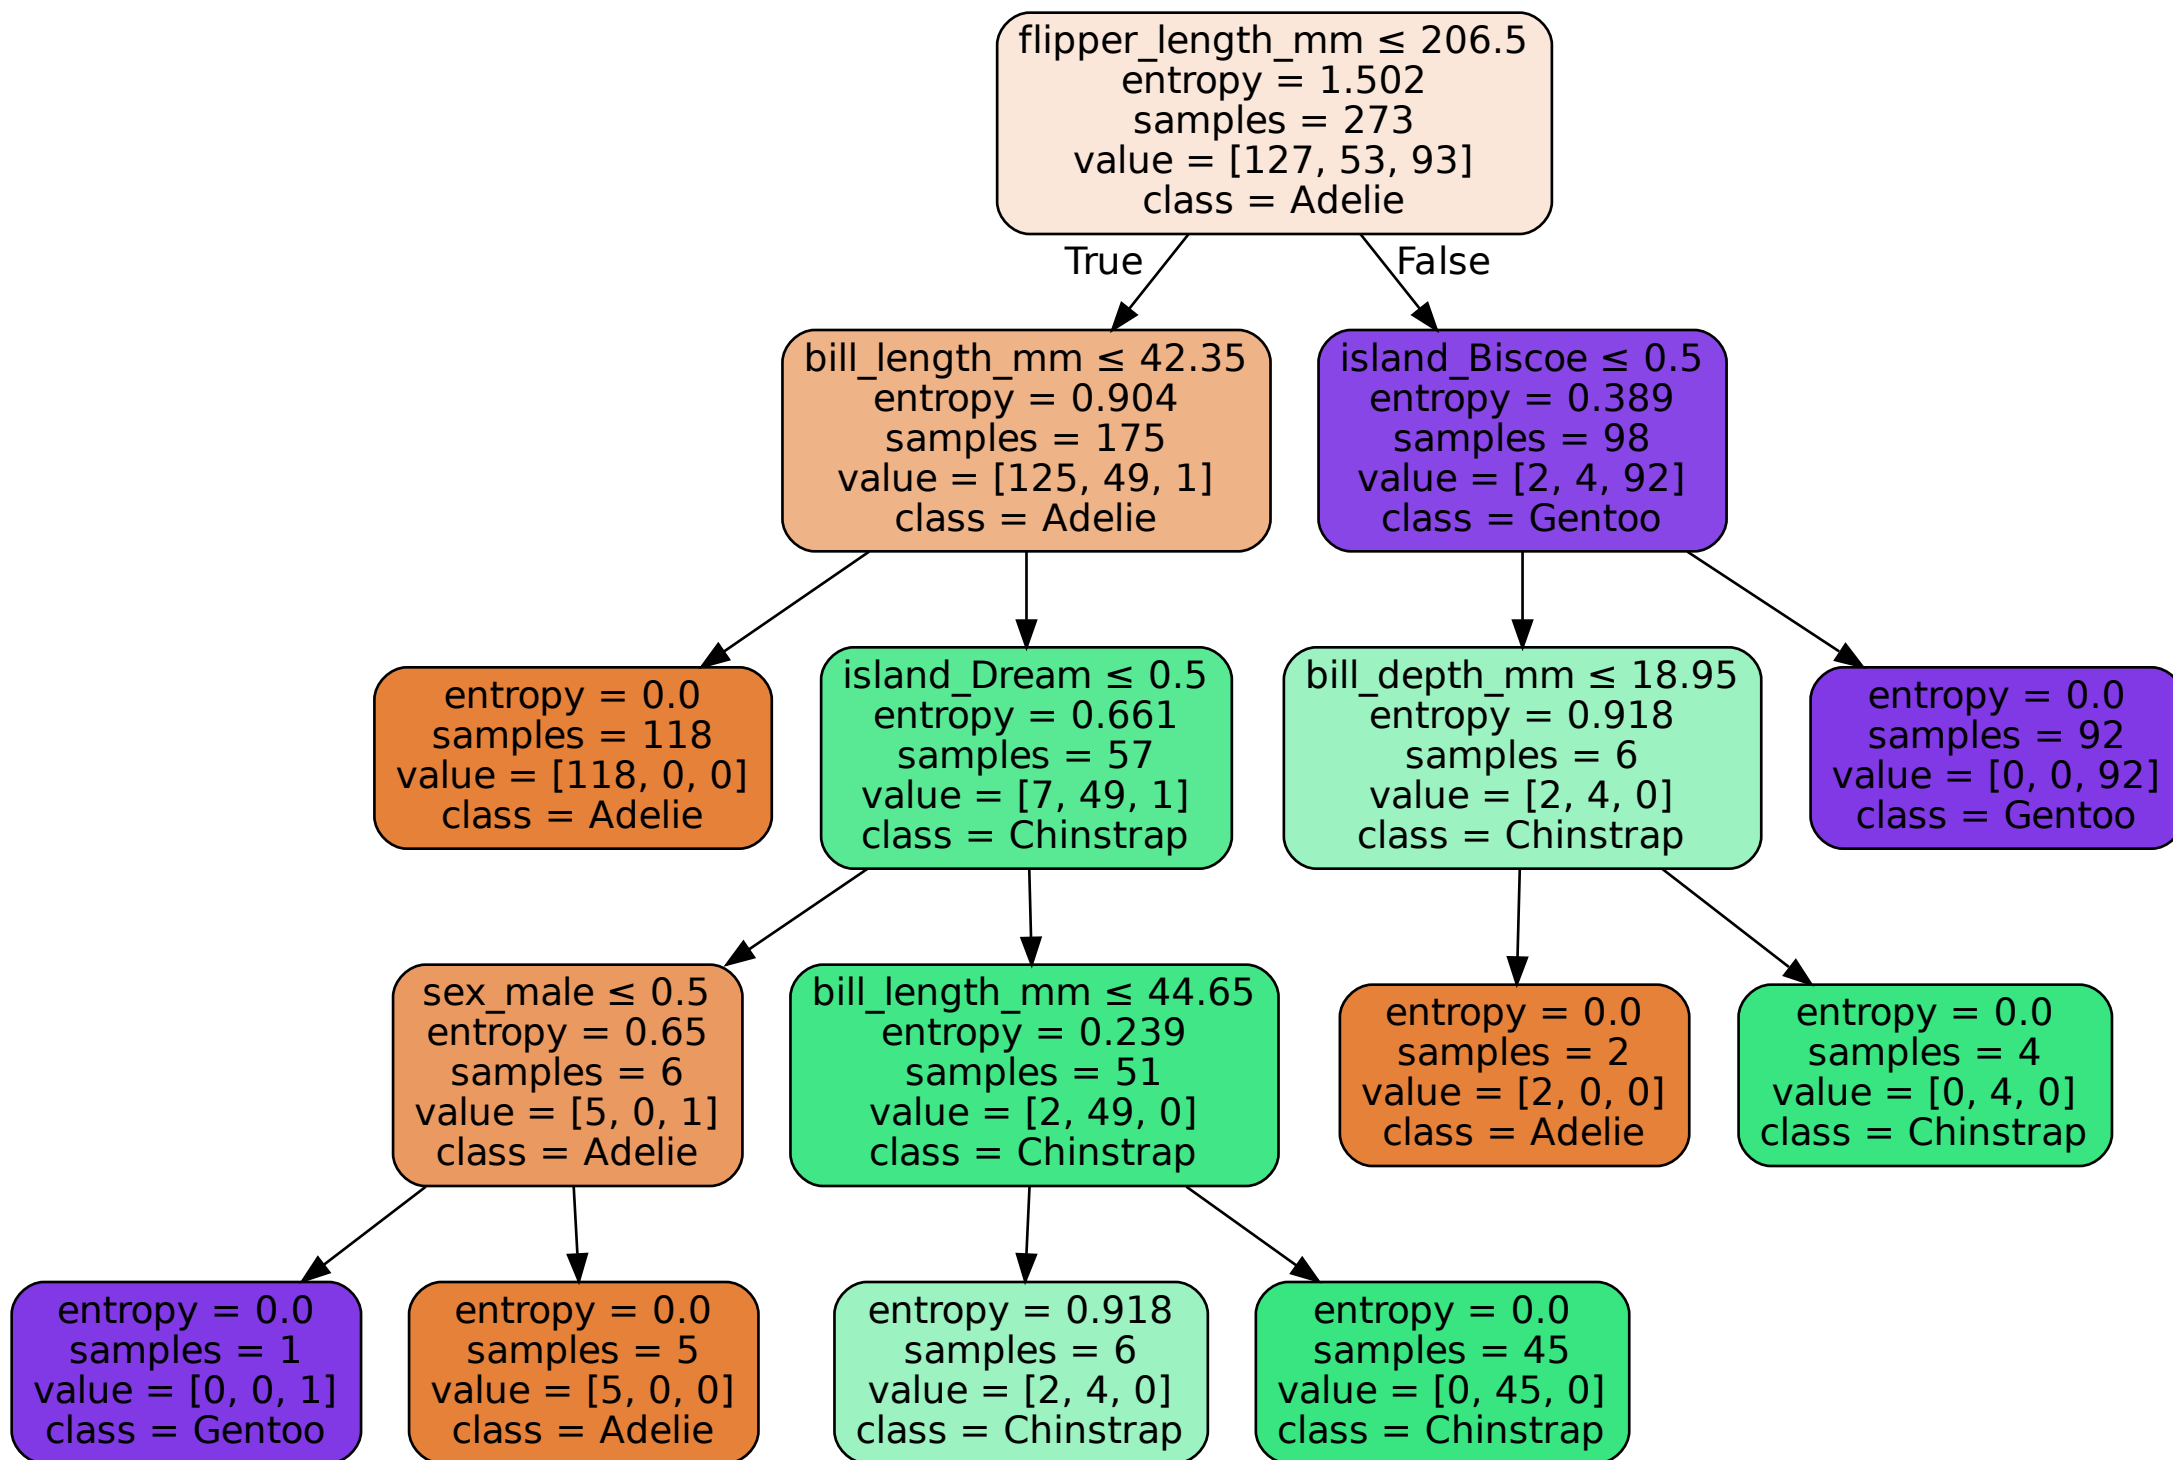 flipper_length_mm ≤ 206.5
entropy = 1.502
samples = 273
value = [127, 53, 93]
class = Adelie
True
False
bill_length_mm ≤ 42.35
entropy = 0.904
samples = 175
value = [125, 49, 1]
class = Adelie
island_Biscoe ≤ 0.5
entropy = 0.389
samples = 98
value = [2, 4, 92]
class = Gentoo
entropy = 0.0
samples = 118
value = [118, 0, 0]
class = Adelie
island_Dream ≤ 0.5
entropy = 0.661
samples = 57
value = [7, 49, 1]
class = Chinstrap
bill_depth_mm ≤ 18.95
entropy = 0.918
samples = 6
value = [2, 4, 0]
class = Chinstrap
entropy = 0.0
samples = 92
value = [0, 0, 92]
class = Gentoo
sex_male ≤ 0.5
entropy = 0.65
samples = 6
value = [5, 0, 1]
class = Adelie
bill_length_mm ≤ 44.65
entropy = 0.239
samples = 51
value = [2, 49, 0]
class = Chinstrap
entropy = 0.0
samples = 2
value = [2, 0, 0]
class = Adelie
entropy = 0.0
samples = 4
value = [0, 4, 0]
class = Chinstrap
entropy = 0.0
samples = 1
value = [0, 0, 1]
class = Gentoo
entropy = 0.0
samples = 5
value = [5, 0, 0]
class = Adelie
entropy = 0.918
samples = 6
value = [2, 4, 0]
class = Chinstrap
entropy = 0.0
samples = 45
value = [0, 45, 0]
class = Chinstrap